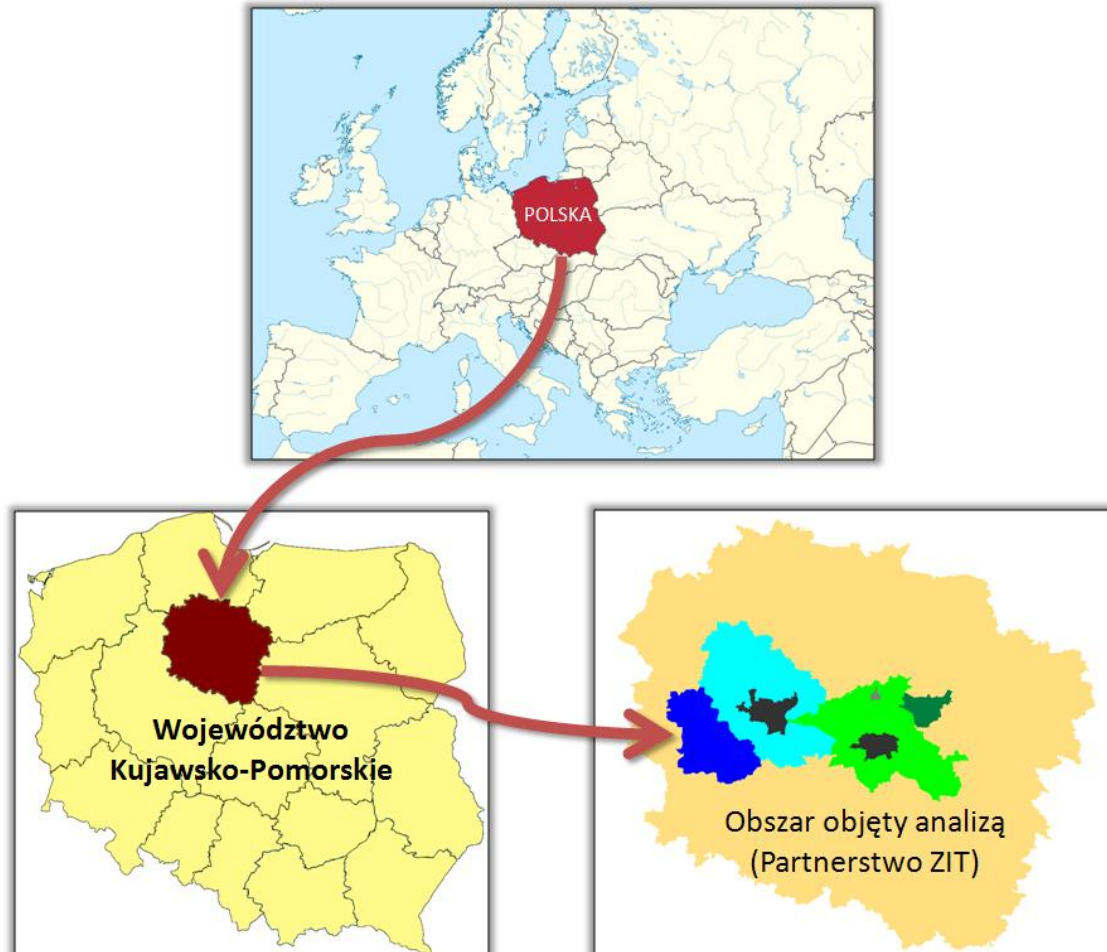 POLSKA
Województwo
Kujawsko-Pomorskie
Obszar objęty analizą
(Partnerstwo ZIT)